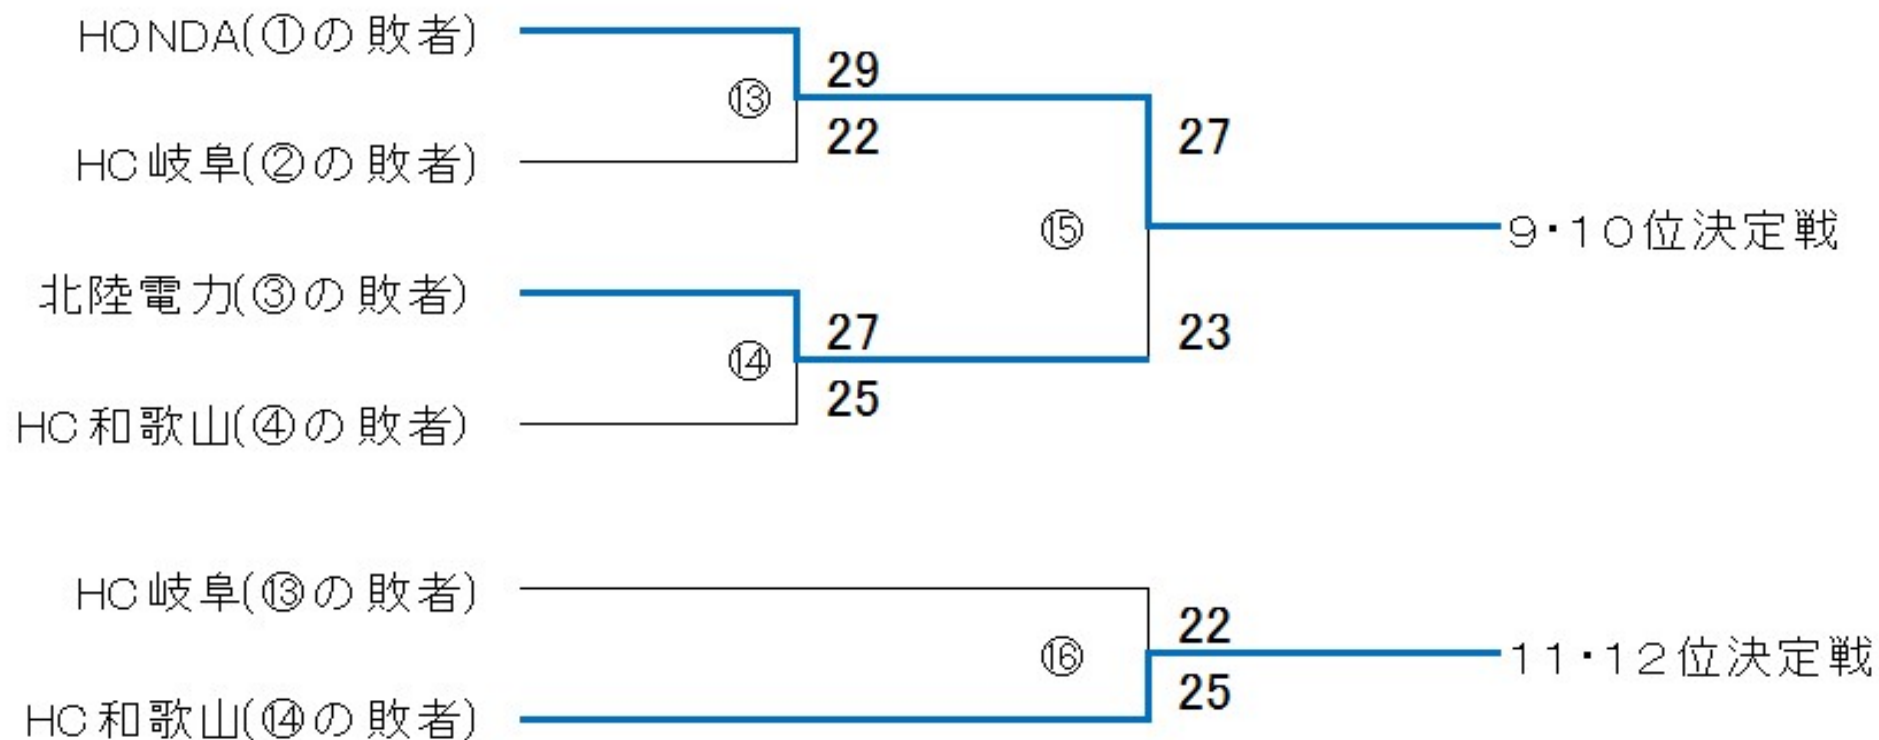 HONDA(①の敗者)
29
⑬
22
27
HC岐阜(②の敗者)
⑮
9・10位決定戦
北陸電力(③の敗者)
27
23
⑭
25
HC和歌山(④の敗者)
HC岐阜(⑬の敗者)
22
⑯
11・12位決定戦
25
HC和歌山(⑭の敗者)